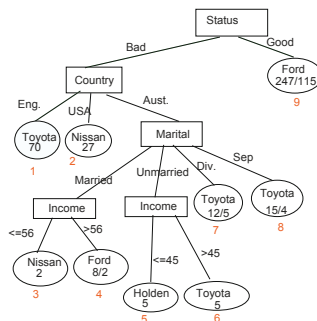 Status
Bad
Good
Country
Ford
247/115
9
Eng.
USA
Aust.
Toyota
70
Nissan
27
Marital
1
2
Married
Unmarried
Div.
Sep
Income
Income
Toyota
12/5
Toyota
15/4
7
8
<=56
>56
<=45
>45
Nissan
2
Ford
8/2
Holden
5
Toyota
5
3
4
5
6